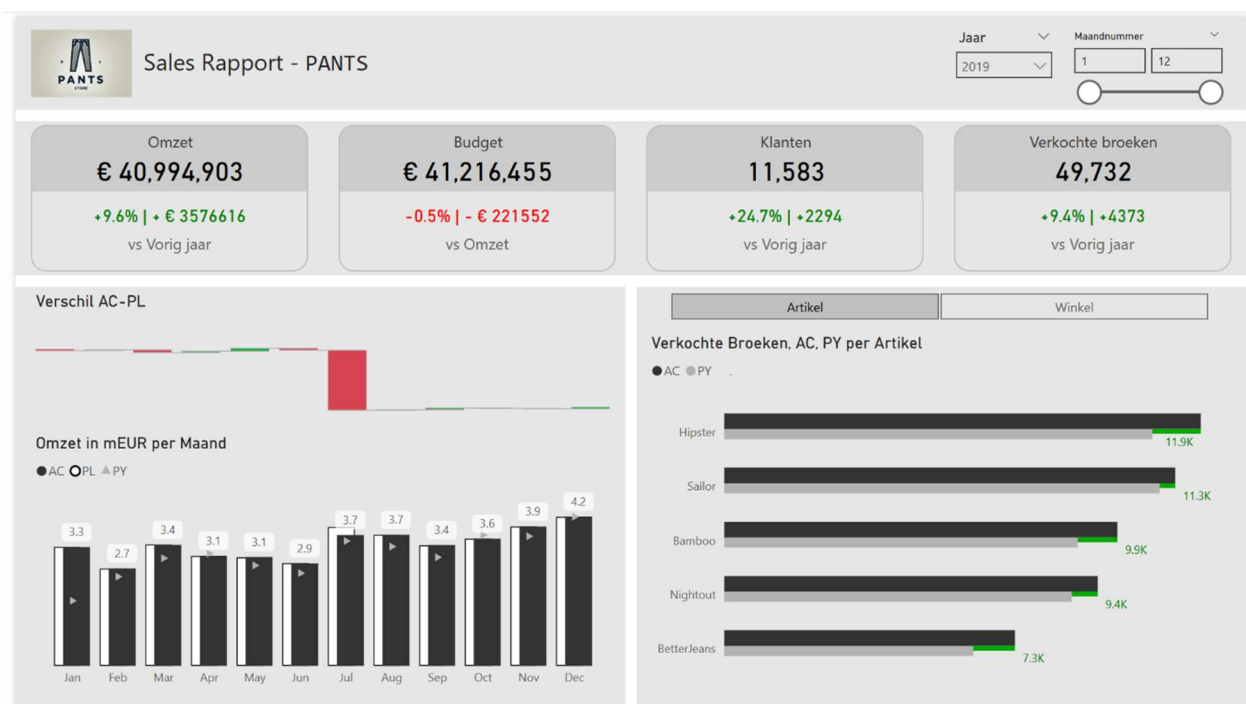 PANTS
STORE
Sales Rapport - PANTS
Jaar
2019
Maandnummer
1
12
Omzet
€ 40,994,903
+9.6% | + € 3576616
vs Vorig jaar
Budget
€ 41,216,455
-0.5% | - € 221552
vs Omzet
Klanten
11,583
+24.7% | +2294
vs Vorig jaar
Verkochte broeken
49,732
+9.4% | +4373
vs Vorig jaar
Verschil AC-PL
Omzet in mEUR per Maand
AC PL PY
3.3
2.7
3.4
3.1
3.1
2.9
3.7
3.7
3.4
3.6
3.9
4.2
Jan Feb Mar Apr May Jun Jul Aug Sep Oct Nov Dec
Artikel
Winkel
Verkochte Broeken, AC, PY per Artikel
AC PY .
Hipster
11.9K
Sailor
11.3K
Bamboo
9.9K
Nightout
9.4K
BetterJeans
7.3K